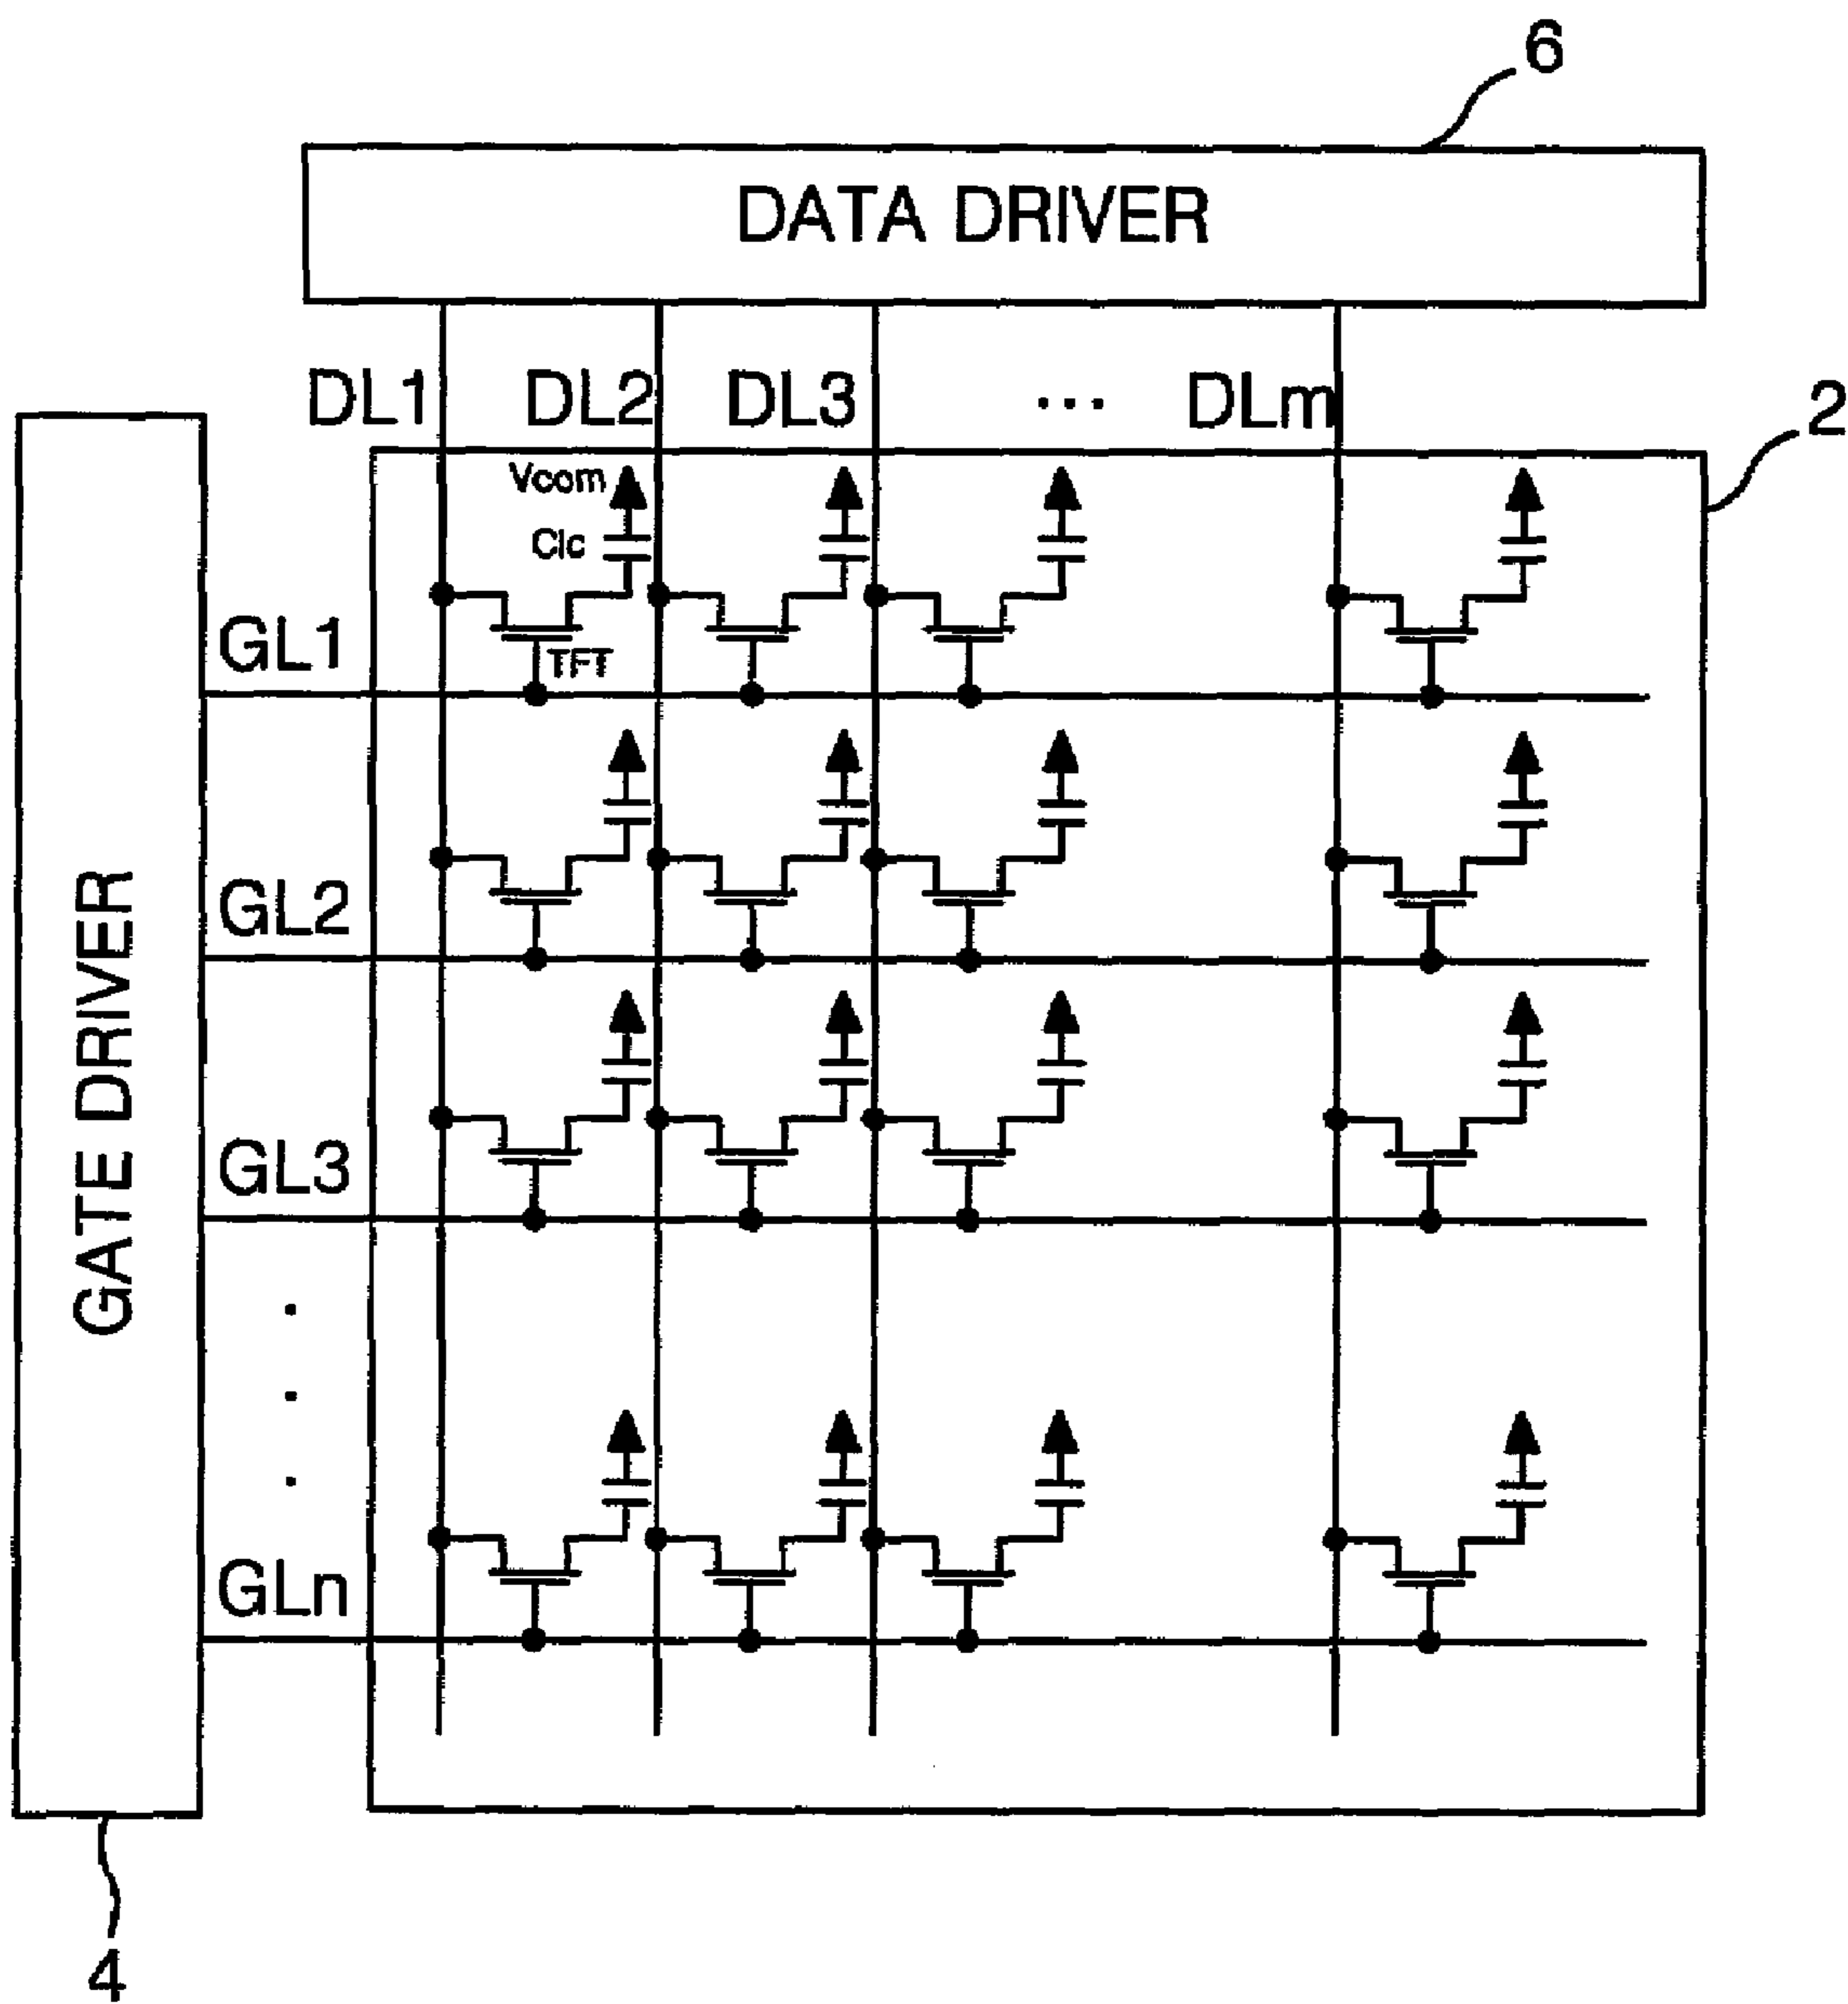 6
DATA DRIVER
DL1 DL2 DL3 ... DLm
2
Vcom
Clc
GL1
TFT
GL2
GATE DRIVER
GL3
GLn
4